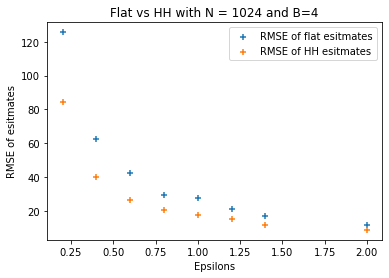 Flat vs HH with N = 1024 and B=4
RMSE of flat esitmates
RMSE of HH esitmates
RMSE of esitmates
120
100
80
60
40
20
0.25
0.50
0.75
1.00
1.25
1.50
1.75
2.00
Epsilons